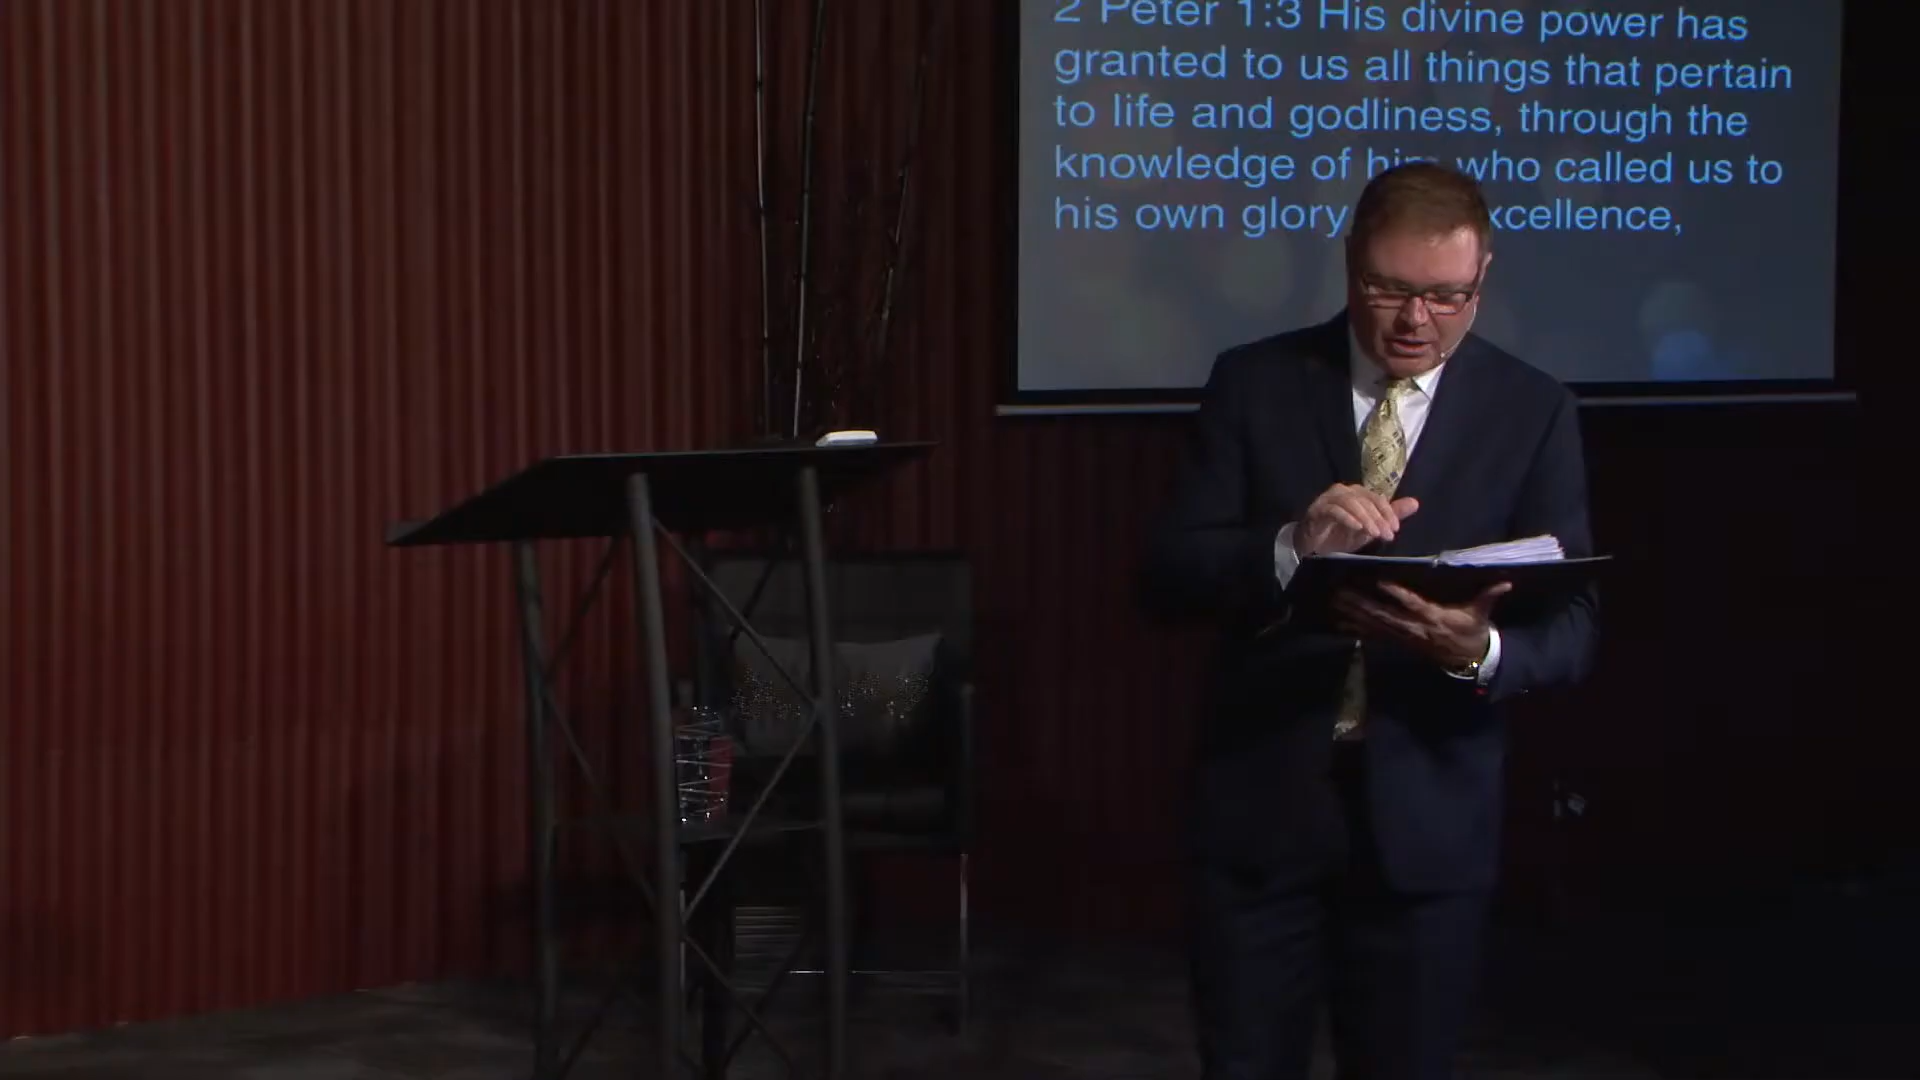 2 Peter 1:3 His divine power has
granted to us all things that pertain
to life and godliness, through the
knowledge of him who called us to
his own glory xcellence,